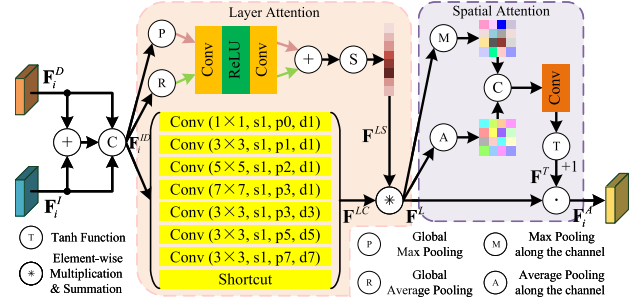 Layer Attention
Spatial Attention
P
R
Conv
ReLU
Conv
+
S
M
A
C
Conv
T
+1
F_i^D
F_i^I
+
C
F_i^{ID}
Conv (1×1, s1, p0, d1)
Conv (3×3, s1, p1, d1)
Conv (5×5, s1, p2, d1)
Conv (7×7, s1, p3, d1)
Conv (3×3, s1, p3, d3)
Conv (3×3, s1, p5, d5)
Conv (3×3, s1, p7, d7)
Shortcut
F^{LS}
F^{LC}
*
F^L
F^T
·
F_i^A
T
Tanh Function
*
Element-wise
Multiplication
& Summation
P
Global
Max Pooling
R
Global
Average Pooling
M
Max Pooling
along the channel
A
Average Pooling
along the channel